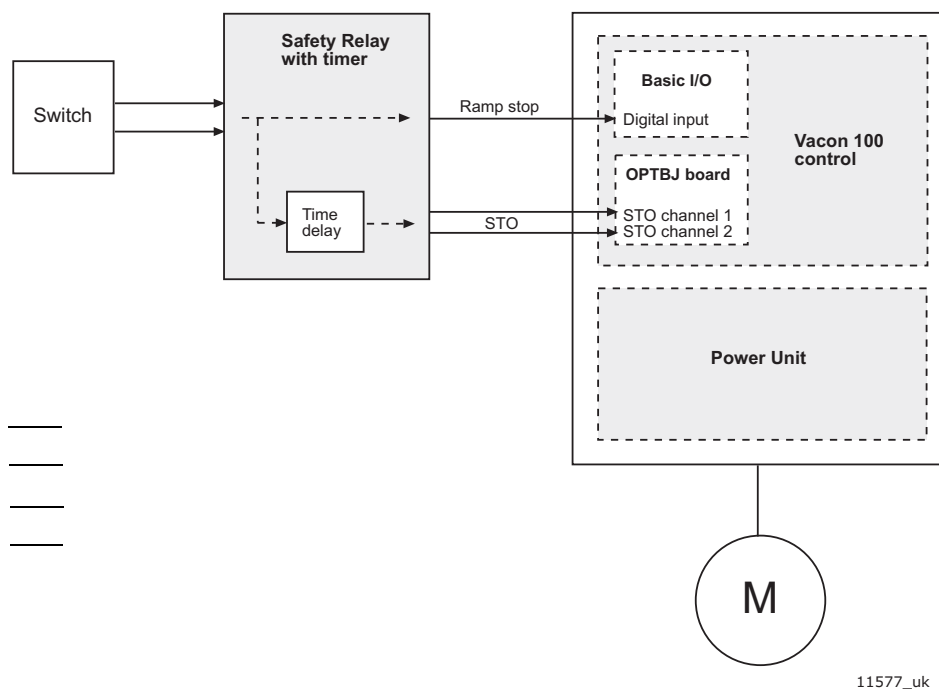 Safety Relay
with timer
Switch
Time
delay
Ramp stop
STO
Basic I/O
Digital input
OPTBJ board
STO channel 1
STO channel 2
Vacon 100
control
Power Unit
M
11577_uk